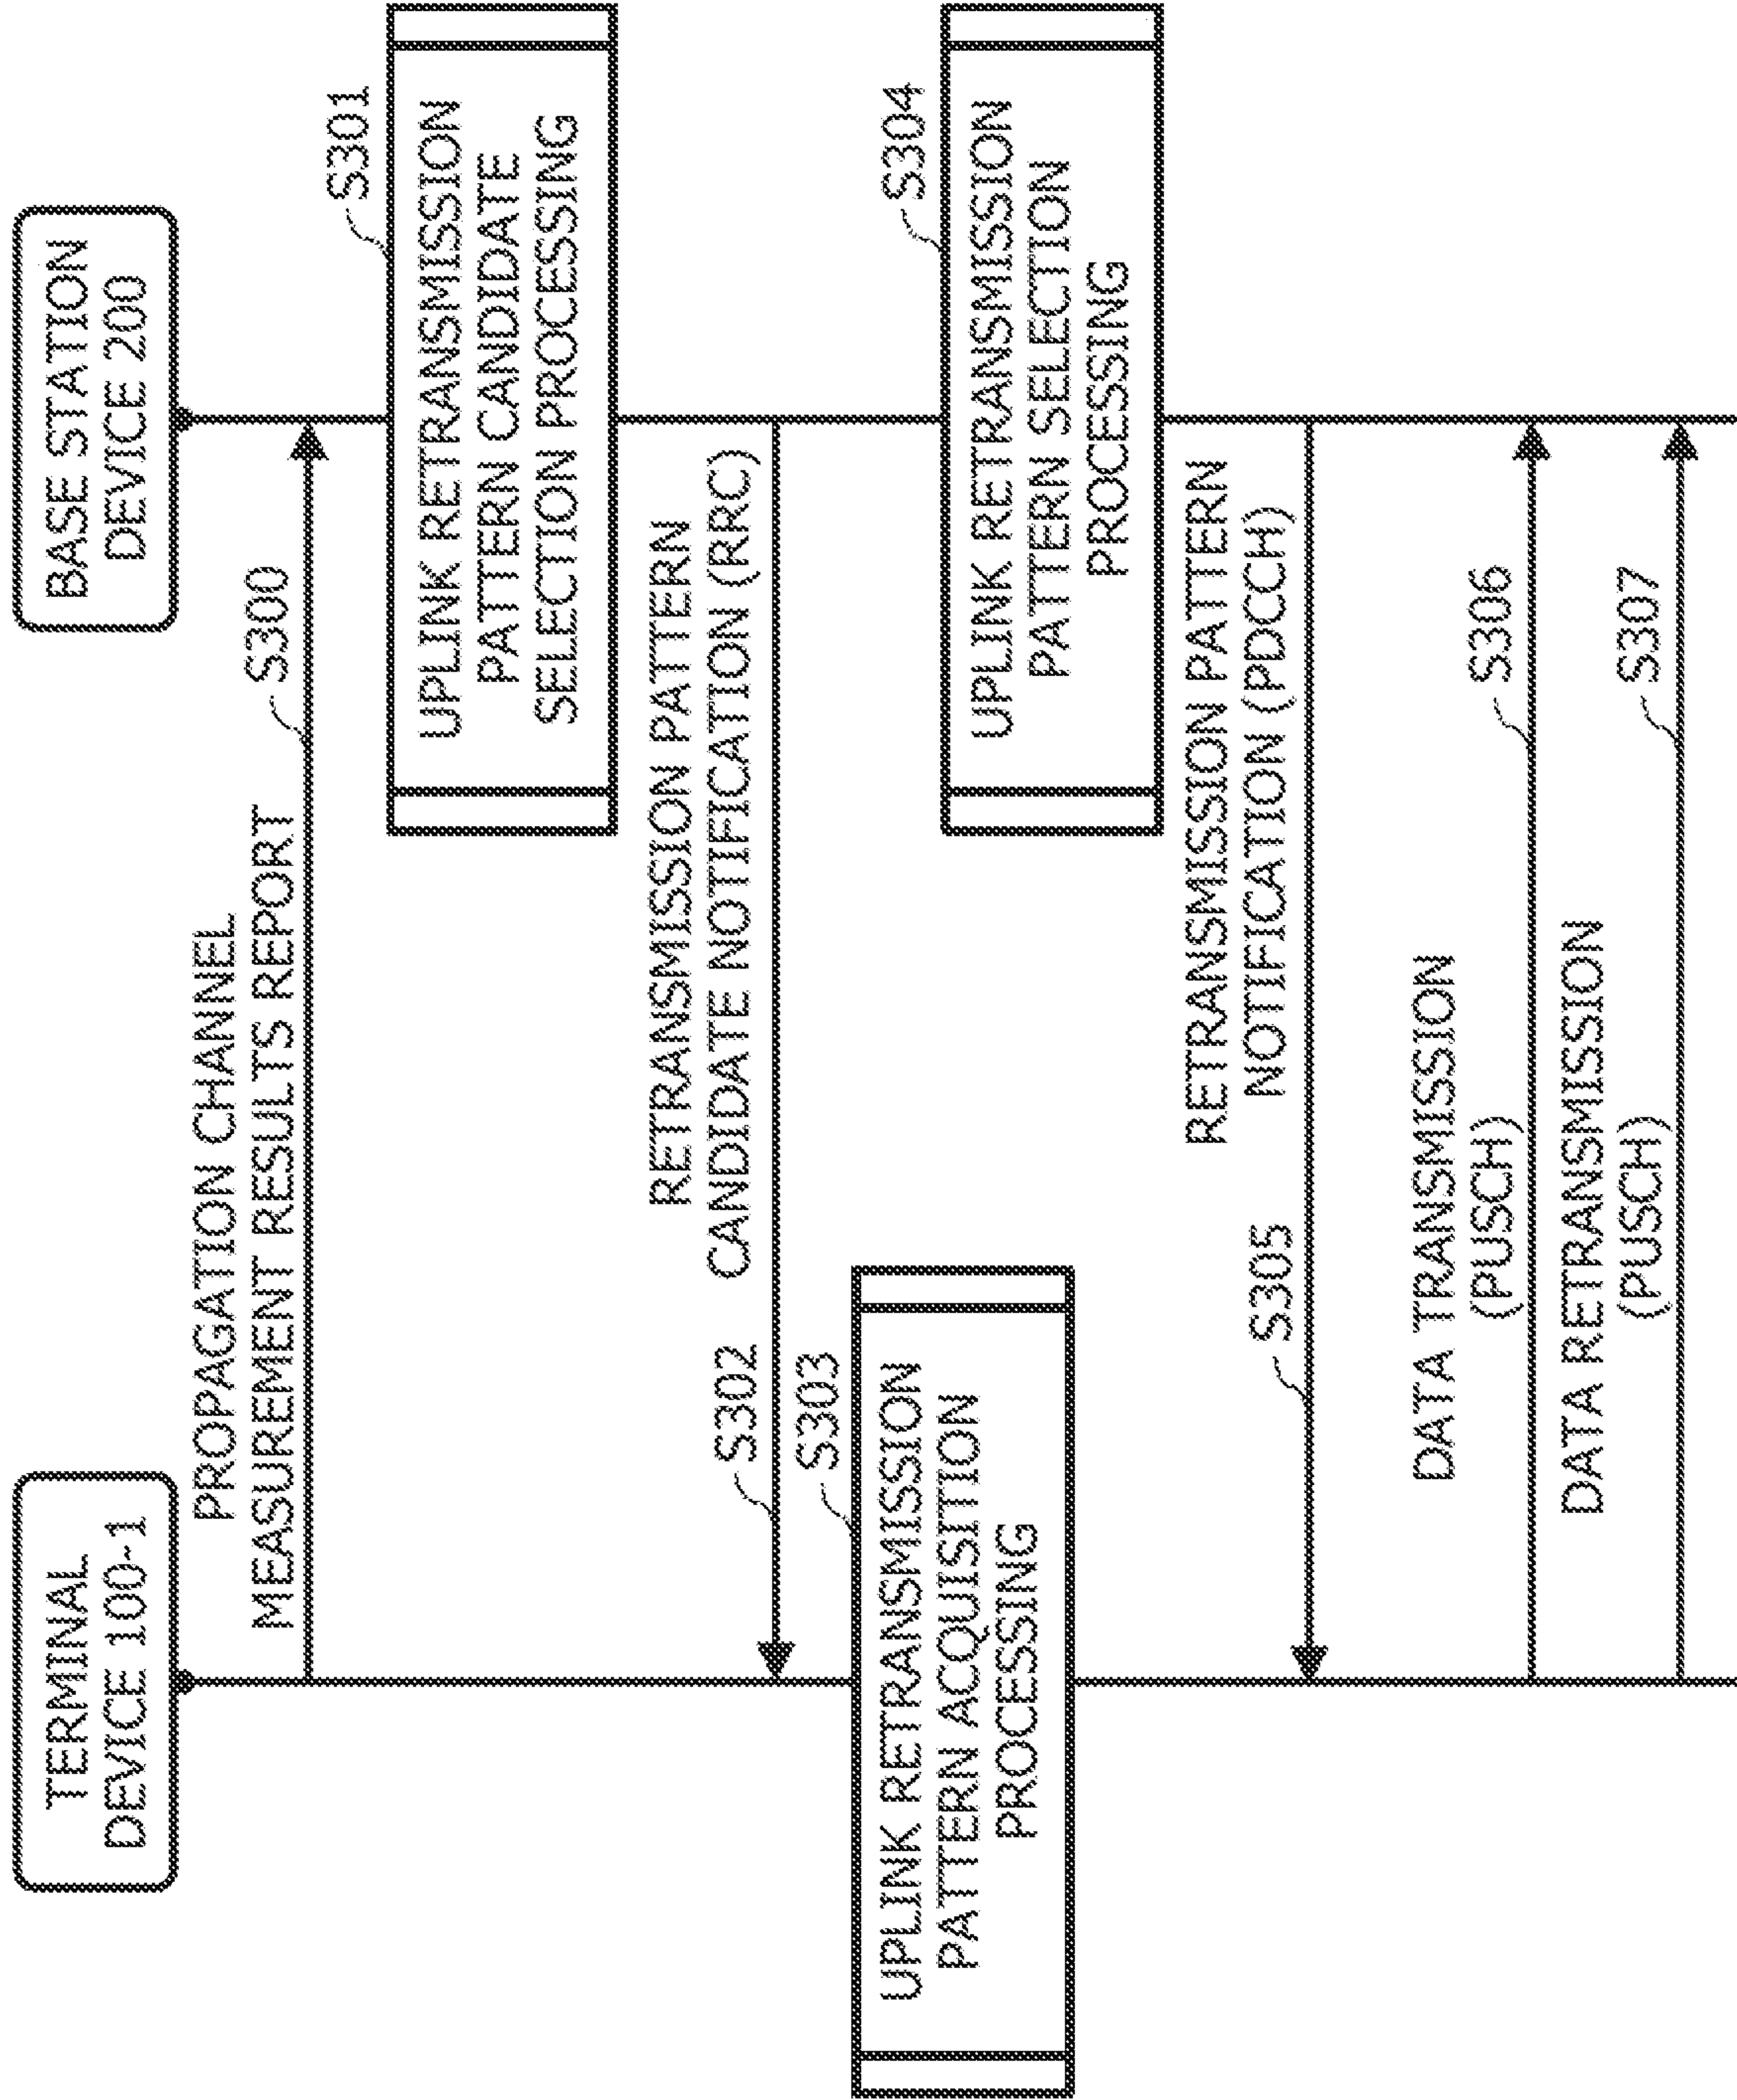 TERMINAL
DEVICE 100-1
BASE STATION
DEVICE 200
PROPAGATION CHANNEL
MEASUREMENT RESULTS REPORT
S300
S301
UPLINK RETRANSMISSION
PATTERN CANDIDATE
SELECTION PROCESSING
RETRANSMISSION PATTERN
CANDIDATE NOTIFICATION (RRC)
S302
S303
UPLINK RETRANSMISSION
PATTERN ACQUISITION
PROCESSING
S304
UPLINK RETRANSMISSION
PATTERN SELECTION
PROCESSING
RETRANSMISSION PATTERN
NOTIFICATION (PDCCH)
S305
DATA TRANSMISSION
(PUSCH)
S306
DATA RETRANSMISSION
(PUSCH)
S307